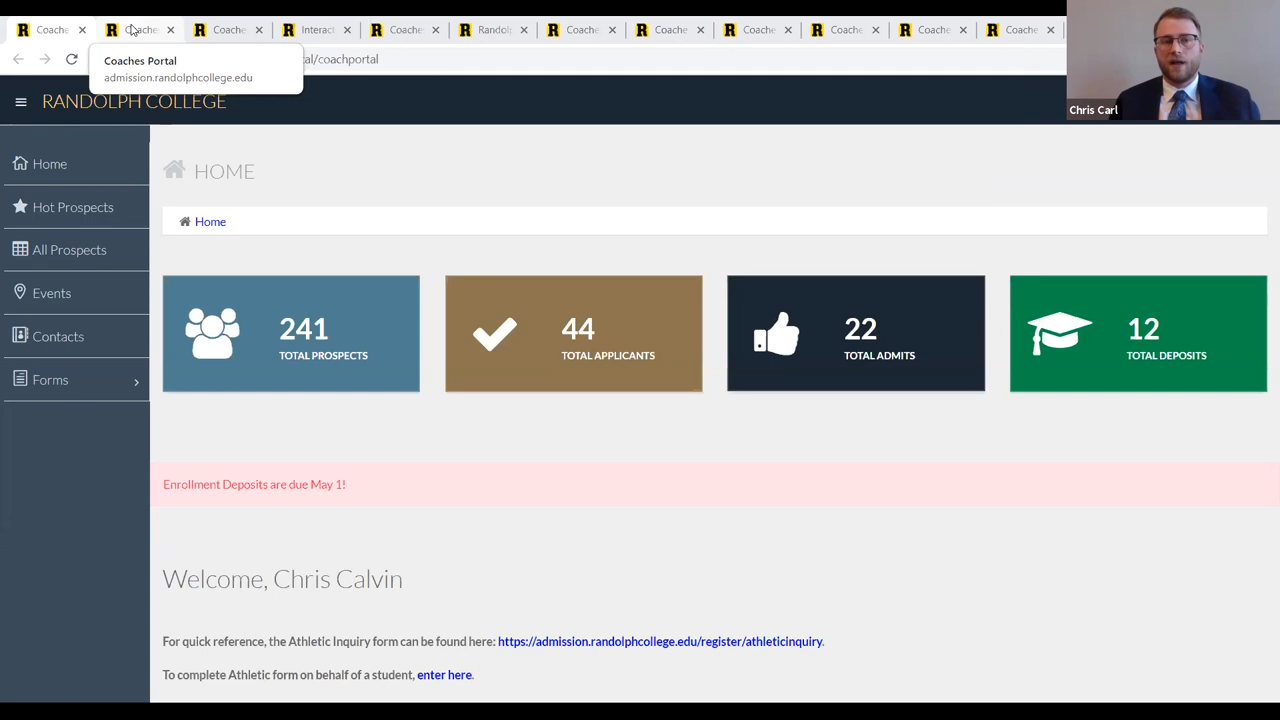 Coache
Coaches
Coache
Interact
Coache
Randolp
Coache
Coache
Coache
Coache
Coache
Coache
Coaches Portal
admission.randolphcollege.edu
al/coachportal
Chris Carl
RANDOLPH COLLEGE
Home
Hot Prospects
All Prospects
Events
Contacts
Forms
HOME
Home
241
TOTAL PROSPECTS
44
TOTAL APPLICANTS
22
TOTAL ADMITS
12
TOTAL DEPOSITS
Enrollment Deposits are due May 1!
Welcome, Chris Calvin
For quick reference, the Athletic Inquiry form can be found here: https://admission.randolphcollege.edu/register/athleticinquiry.
To complete Athletic form on behalf of a student, enter here.